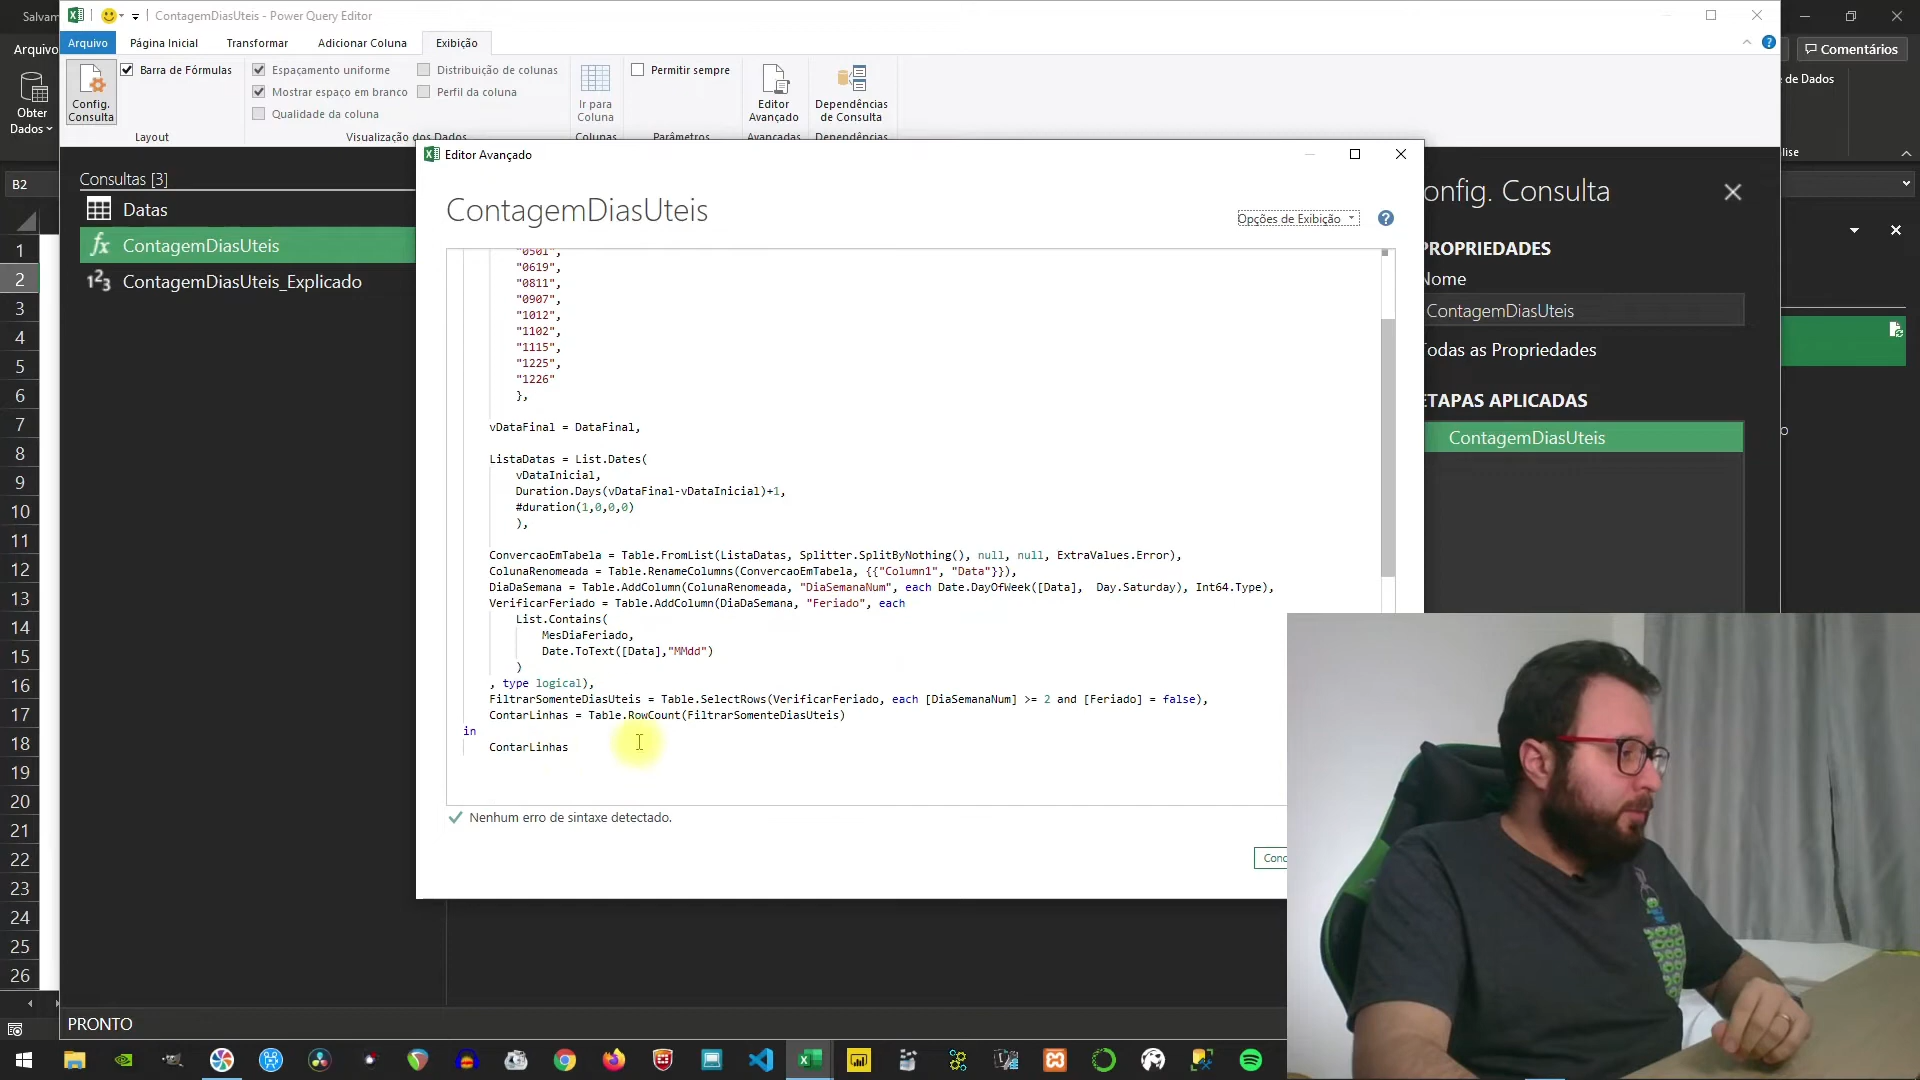 Salvam
ContagemDiasUteis - Power Query Editor
Arquivo
Arquivo
Página Inicial
Transformar
Adicionar Coluna
Exibição
Comentários
Obter
Dados
Config.
Consulta
Barra de Fórmulas
Layout
Espaçamento uniforme
Mostrar espaço em branco
Qualidade da coluna
Distribuição de colunas
Perfil da coluna
Visualização dos Dados
Ir para
Coluna
Colunas
Permitir sempre
Parâmetros
Editor
Avançado
Avançadas
Dependências
de Consulta
Dependências
de Dados
lise
B2
Consultas [3]
Datas
fx ContagemDiasUteis
123 ContagemDiasUteis_Explicado
Editor Avançado
ContagemDiasUteis
Opções de Exibição
?
"0501",
"0619",
"0811",
"0907",
"1012",
"1102",
"1115",
"1225",
"1226"
},
vDataFinal = DataFinal,
ListaDatas = List.Dates(
vDataInicial,
Duration.Days(vDataFinal-vDataInicial)+1,
#duration(1,0,0,0)
),
ConvercaoEmTabela = Table.FromList(ListaDatas, Splitter.SplitByNothing(), null, null, ExtraValues.Error),
ColunaRenomeada = Table.RenameColumns(ConvercaoEmTabela, {{"Column1", "Data"}}),
DiaDaSemana = Table.AddColumn(ColunaRenomeada, "DiaSemanaNum", each Date.DayOfWeek([Data],  Day.Saturday), Int64.Type),
VerificarFeriado = Table.AddColumn(DiaDaSemana, "Feriado", each
List.Contains(
MesDiaFeriado,
Date.ToText([Data],"MMdd")
)
, type logical),
FiltrarSomenteDiasUteis = Table.SelectRows(VerificarFeriado, each [DiaSemanaNum] >= 2 and [Feriado] = false),
ContarLinhas = Table.RowCount(FiltrarSomenteDiasUteis)
in
ContarLinhas
Nenhum erro de sintaxe detectado.
Conc
onfig. Consulta
PROPRIEDADES
Nome
ContagemDiasUteis
Todas as Propriedades
ETAPAS APLICADAS
ContagemDiasUteis
o
1
2
3
4
5
6
7
8
9
10
11
12
13
14
15
16
17
18
19
20
21
22
23
24
25
26
PRONTO